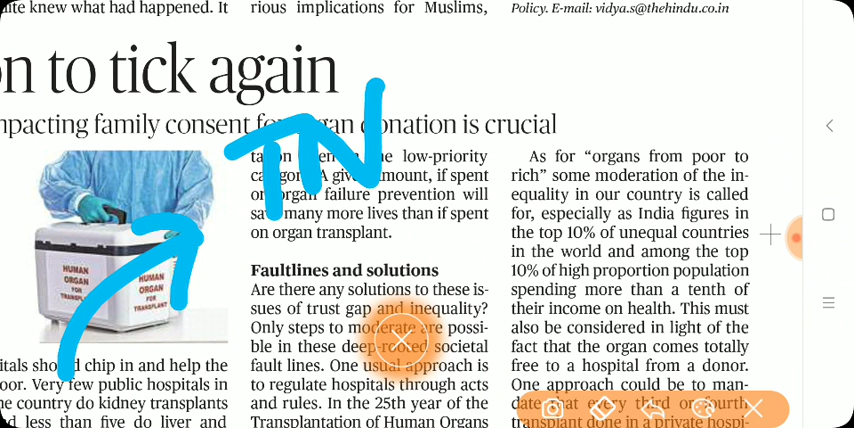 ite knew what had happened. It
rious implications for Muslims,
Policy. E-mail: vidya.s@thehindu.co.in
n to tick again
npacting family consent for organ donation is crucial
TN
HUMAN
ORGAN
FOR
TRANSPLANT
HUMAN
ORGAN
FOR
TRANSPLANT
itals should chip in and help the
oor. Very few public hospitals in
e country do kidney transplants
d less than five do liver and
the low-priority
category. A given amount, if spent
on organ failure prevention will
save many more lives than if spent
on organ transplant.
Faultlines and solutions
Are there any solutions to these is-
sues of trust gap and inequality?
Only steps to moderate are possi-
ble in these deep-rooted societal
fault lines. One usual approach is
to regulate hospitals through acts
and rules. In the 25th year of the
Transplantation of Human Organs
As for “organs from poor to
rich” some moderation of the in-
equality in our country is called
for, especially as India figures in
the top 10% of unequal countries
in the world and among the top
10% of high proportion population
spending more than a tenth of
their income on health. This must
also be considered in light of the
fact that the organ comes totally
free to a hospital from a donor.
One approach could be to man-
date that every third or fourth
transplant done in a private hospi-